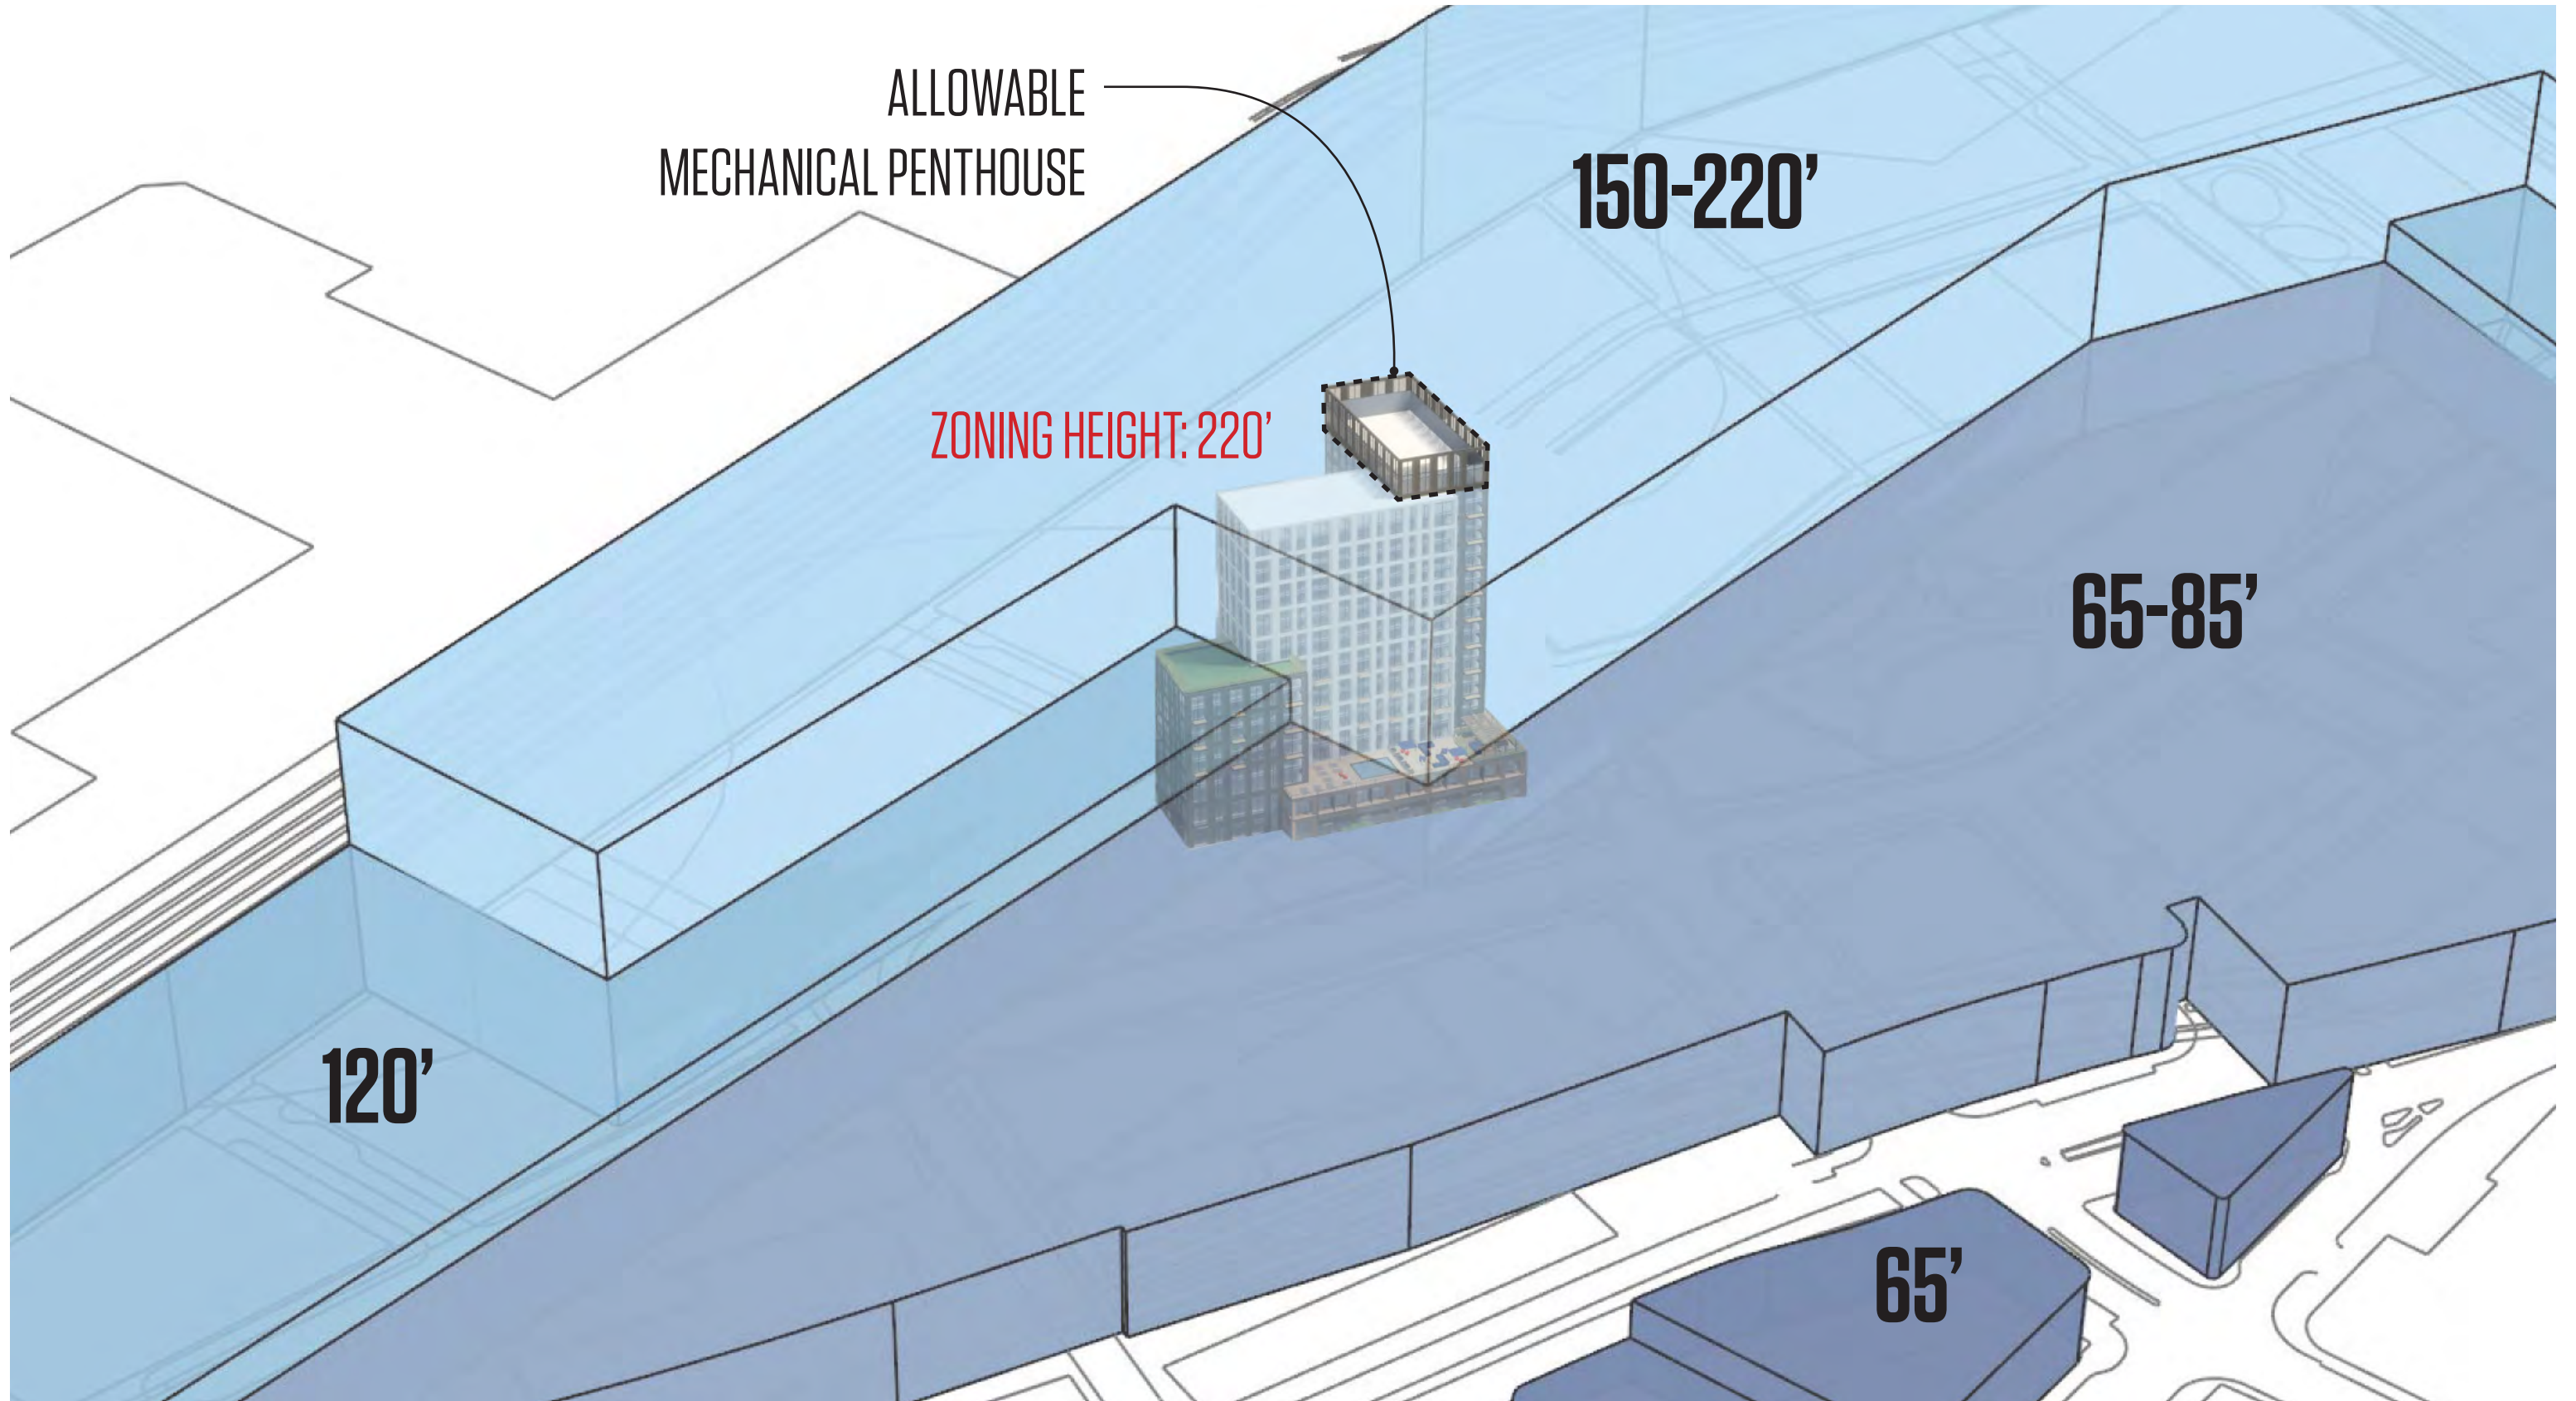 ALLOWABLE
MECHANICAL PENTHOUSE
150-220’
ZONING HEIGHT: 220’
65-85’
120’
65’